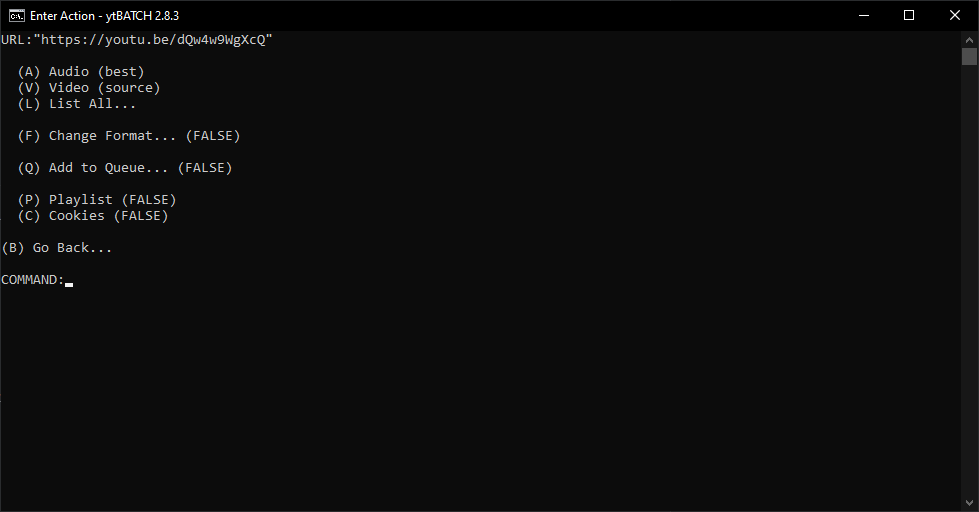 Enter Action - ytBATCH 2.8.3
URL:"https://youtu.be/dQw4w9WgXcQ"
(A) Audio (best)
(V) Video (source)
(L) List All...
(F) Change Format... (FALSE)
(Q) Add to Queue... (FALSE)
(P) Playlist (FALSE)
(C) Cookies (FALSE)
(B) Go Back...
COMMAND: